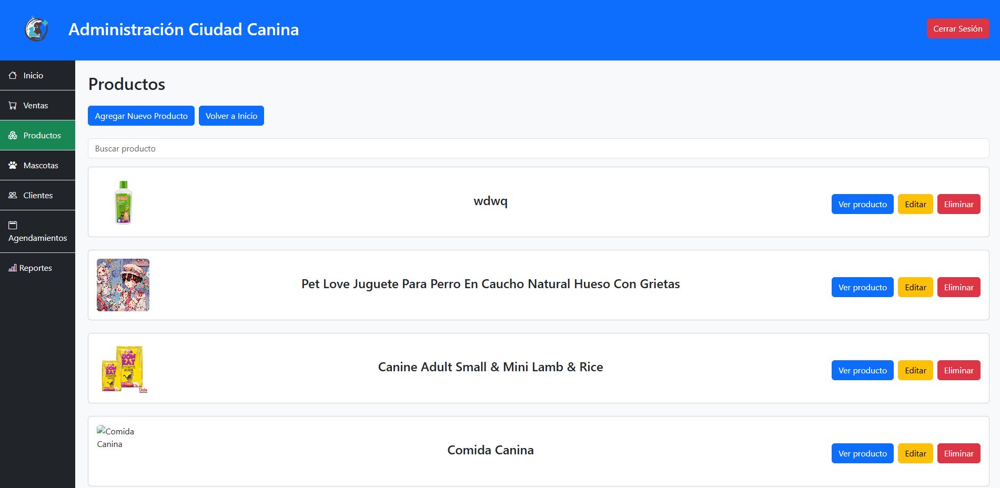 Administración Ciudad Canina
Cerrar Sesión
Inicio
Ventas
Productos
Mascotas
Clientes
Agendamientos
Reportes
Productos
Agregar Nuevo Producto
Volver a Inicio
Buscar producto
wdwq
Ver producto
Editar
Eliminar
Pet Love Juguete Para Perro En Caucho Natural Hueso Con Grietas
Ver producto
Editar
Eliminar
DON
KAT
DON
KAT
Dido
Canine Adult Small & Mini Lamb & Rice
Ver producto
Editar
Eliminar
Comida
Canina
Comida Canina
Ver producto
Editar
Eliminar